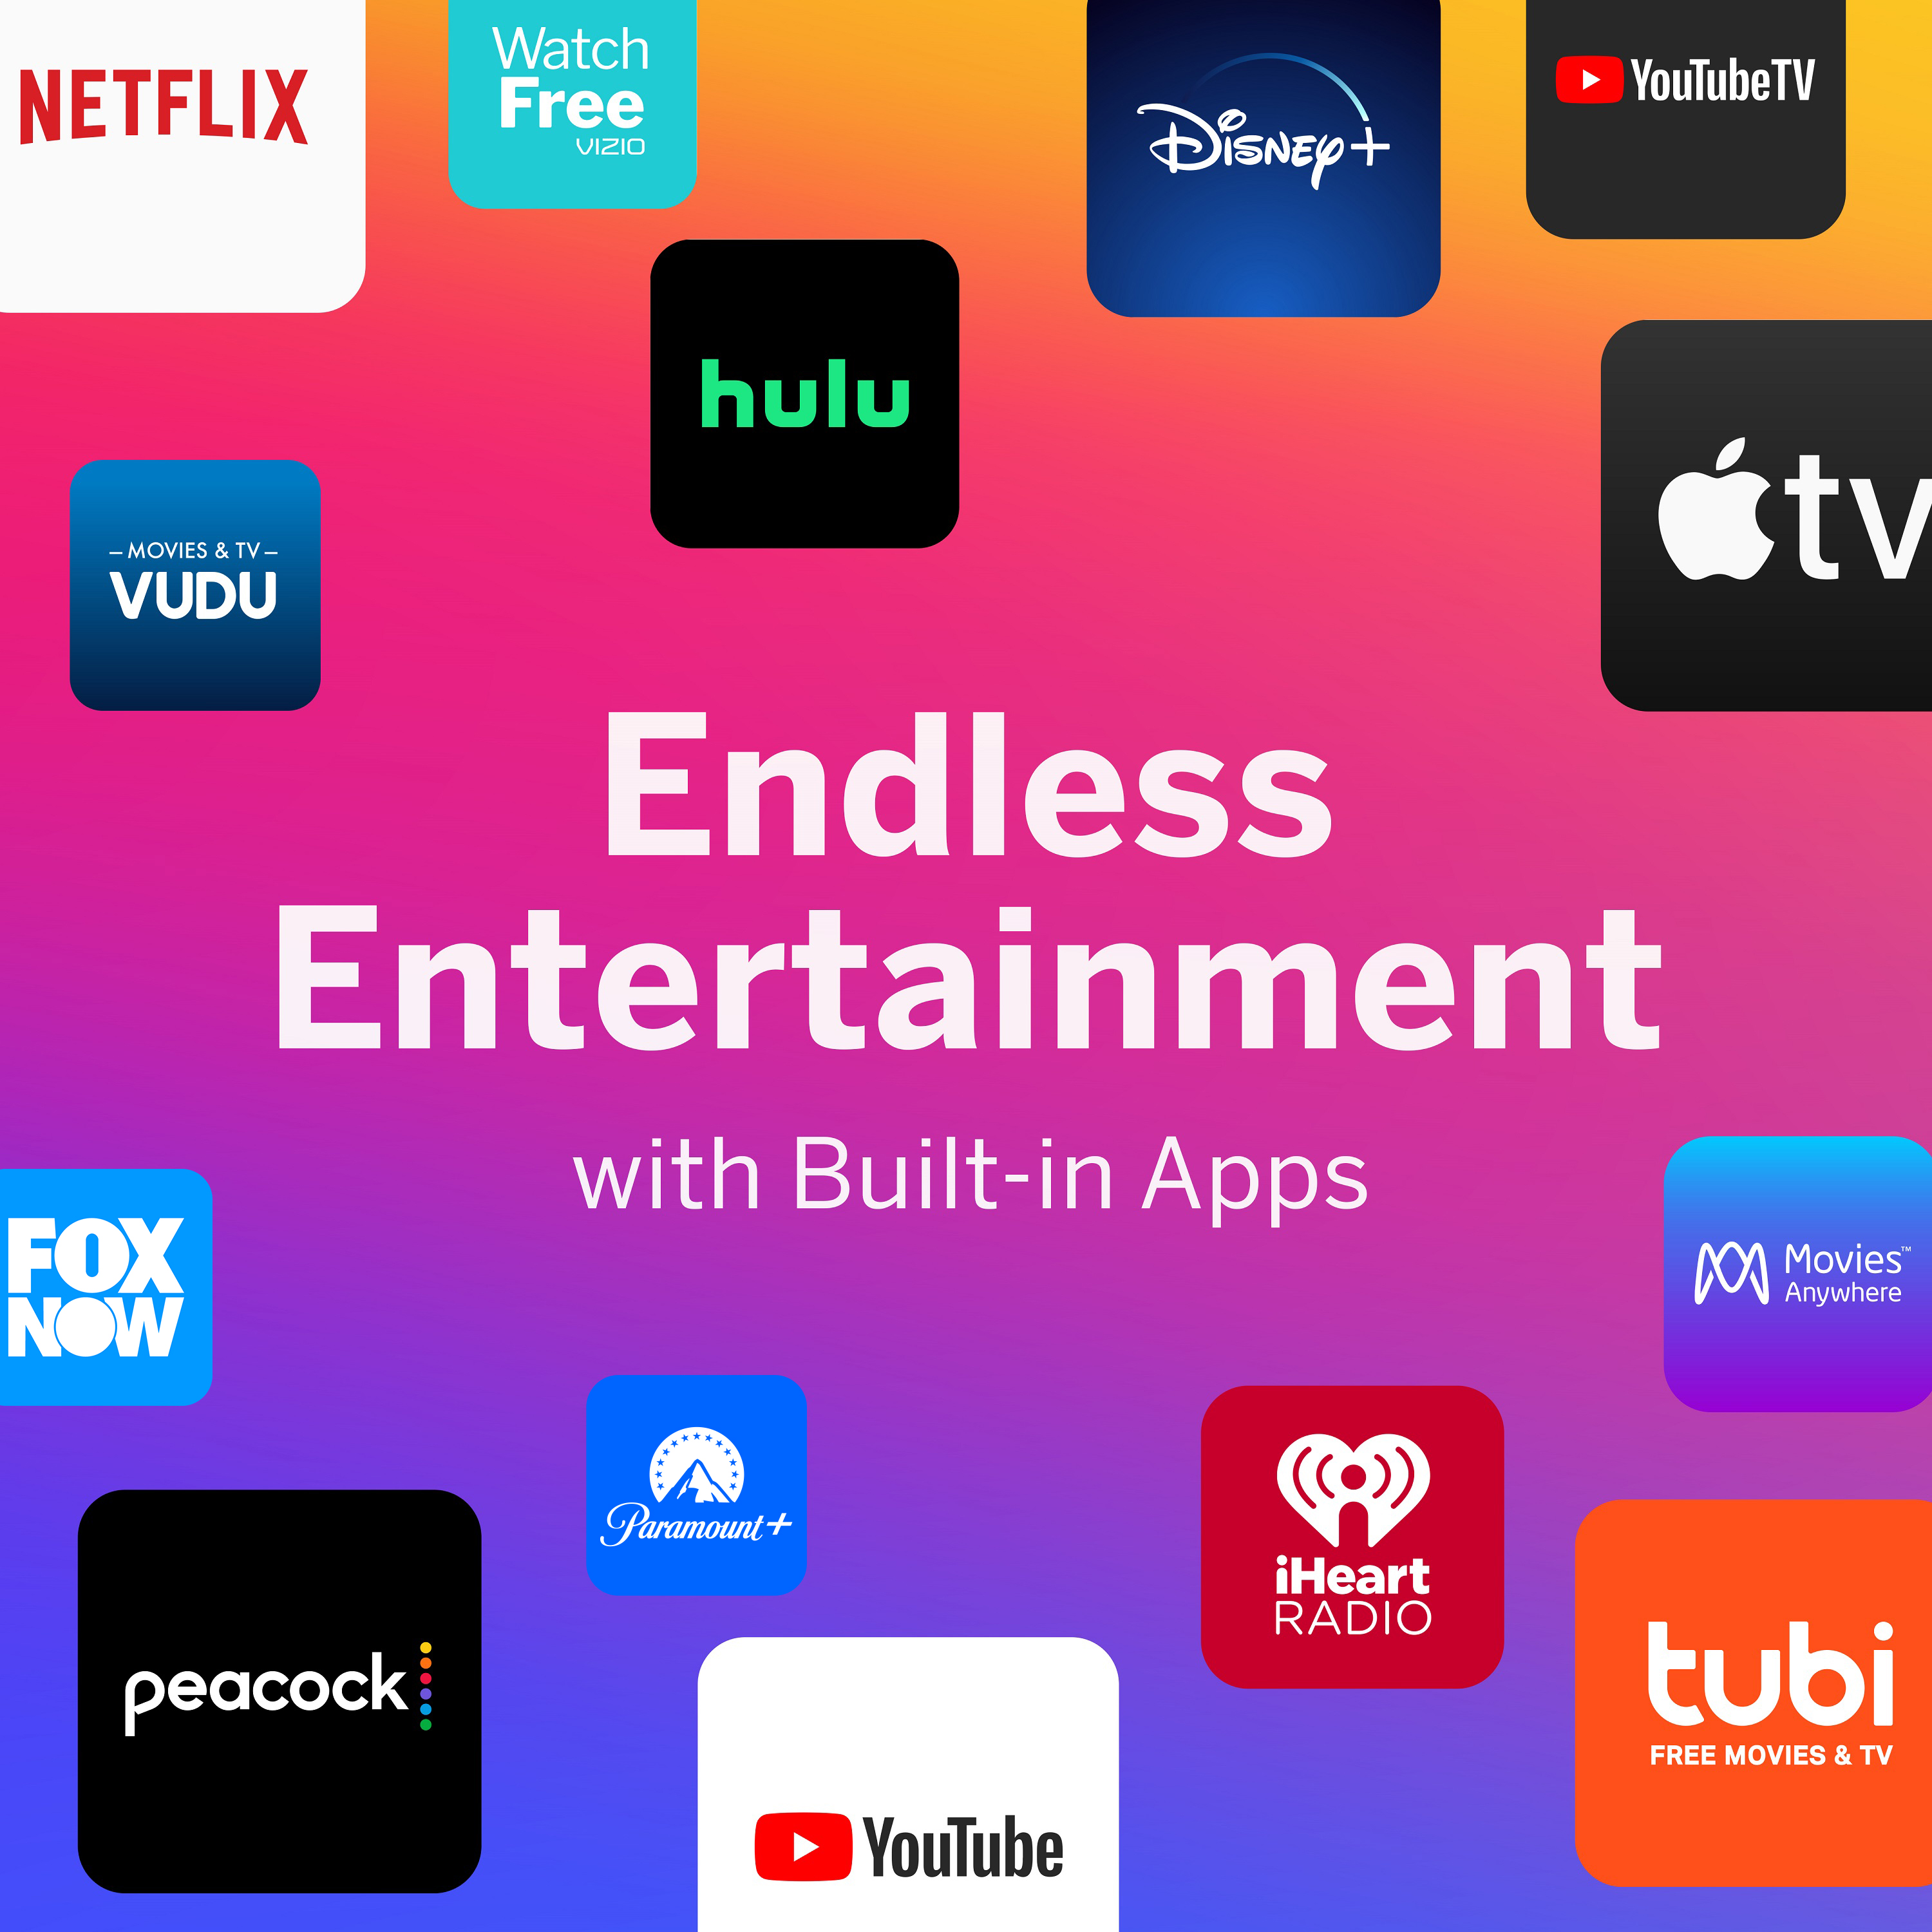 NETFLIX
Watch
Free
VIZIO
Disney+
YouTubeTV
hulu
tv
MOVIES & TV
VUDU
Endless
Entertainment
with Built-in Apps
FOX
NOW
Movies™
Anywhere
Paramount+
iHeart
RADIO
peacock
tubi
FREE MOVIES & TV
YouTube